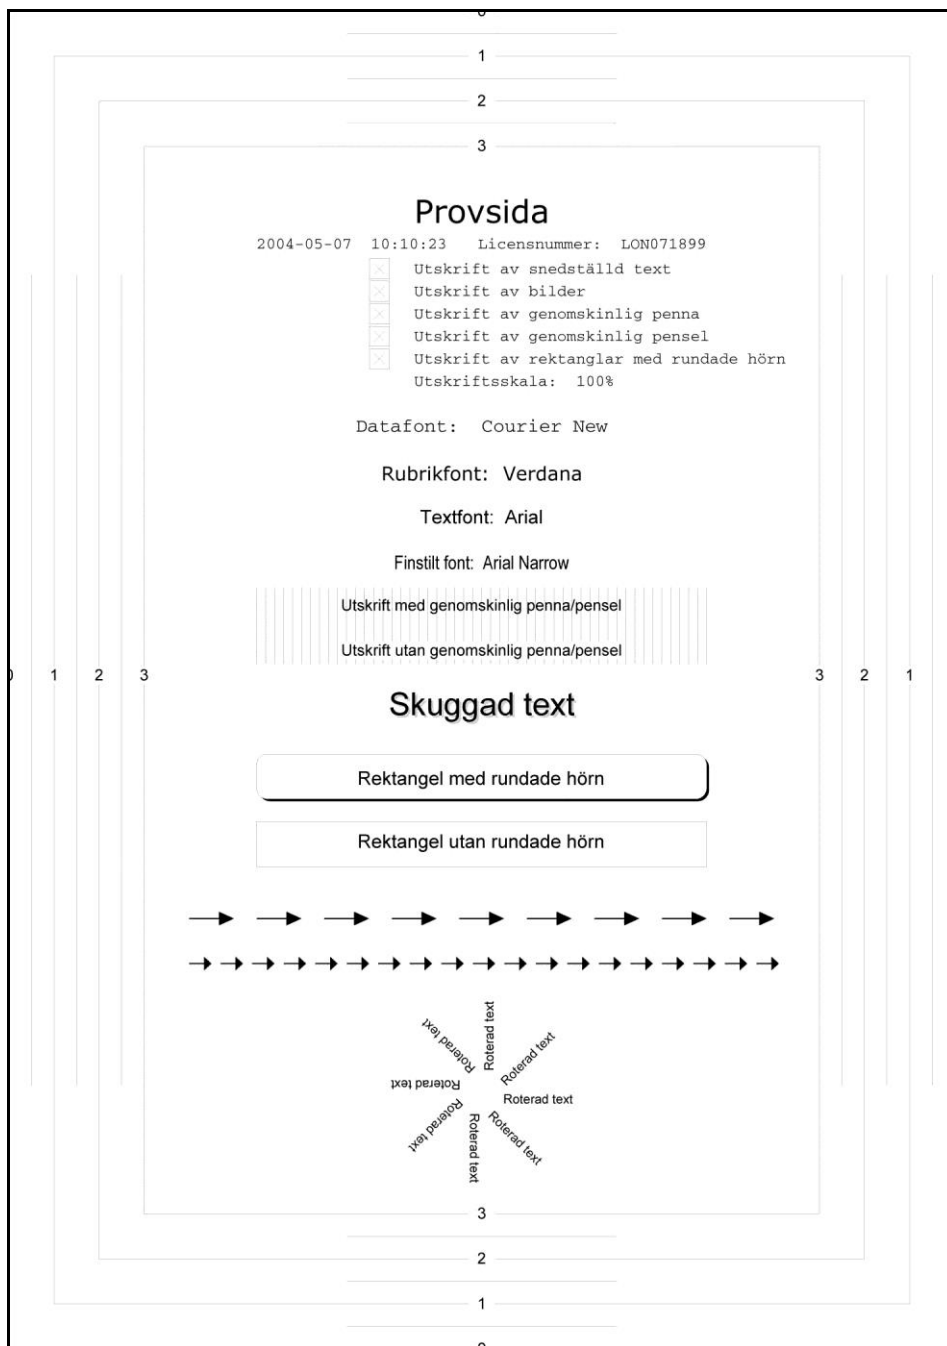 0
1
2
3
Provsida
2004-05-07 10:10:23 Licensnummer: LON071899
Utskrift av snedställd text
Utskrift av bilder
Utskrift av genomskinlig penna
Utskrift av genomskinlig pensel
Utskrift av rektanglar med rundade hörn
Utskriftsskala: 100%
Datafont: Courier New
Rubrikfont: Verdana
Textfont: Arial
Finstilt font: Arial Narrow
Utskrift med genomskinlig penna/pensel
Utskrift utan genomskinlig penna/pensel
0 1 2 3 3 2 1
Skuggad text
Rektangel med rundade hörn
Rektangel utan rundade hörn
Roterad text
Roterad text
Roterad text
Roterad text
Roterad text
Roterad text
Roterad text
Roterad text
3
2
1
0